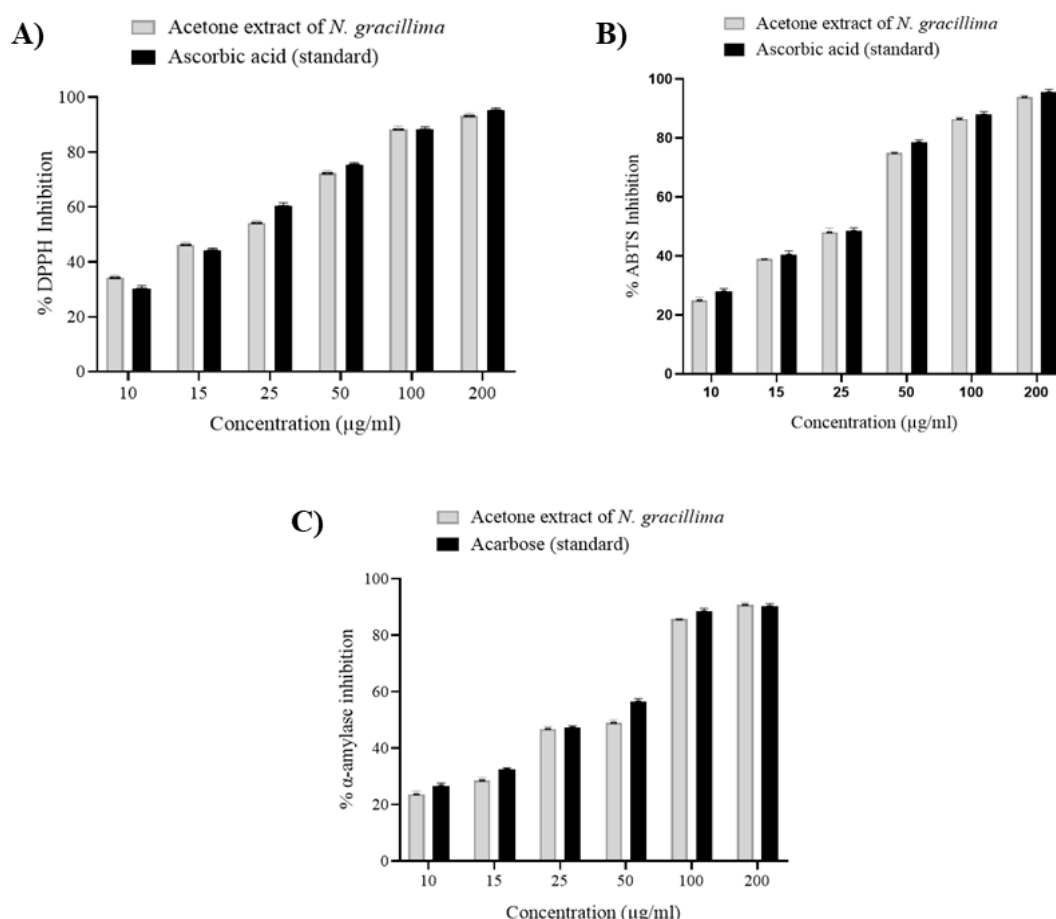 A)
Acetone extract of N. gracillima
Ascorbic acid (standard)
100
80
60
40
20
0
% DPPH Inhibition
10 15 25 50 100 200
Concentration (µg/ml)
B)
Acetone extract of N. gracillima
Ascorbic acid (standard)
100
80
60
40
20
0
% ABTS Inhibition
10 15 25 50 100 200
Concentration (µg/ml)
C)
Acetone extract of N. gracillima
Acarbose (standard)
100
80
60
40
20
0
% α-amylase inhibition
10 15 25 50 100 200
Concentration (µg/ml)